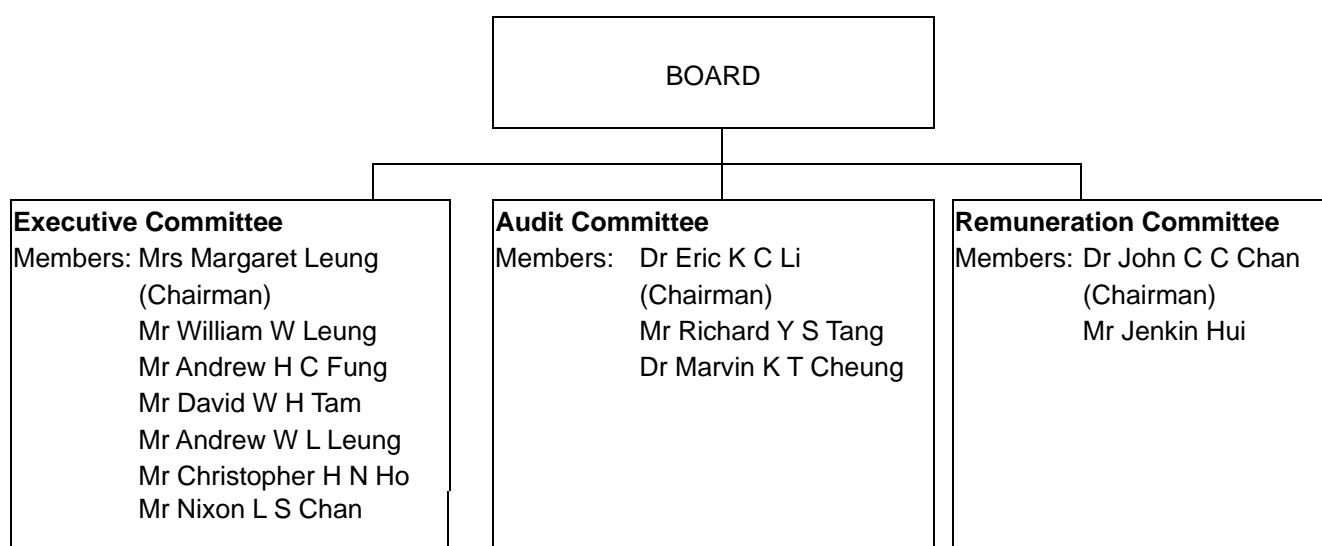 BOARD
Executive Committee
Members: Mrs Margaret Leung
(Chairman)
Mr William W Leung
Mr Andrew H C Fung
Mr David W H Tam
Mr Andrew W L Leung
Mr Christopher H N Ho
Mr Nixon L S Chan
Audit Committee
Members: Dr Eric K C Li
(Chairman)
Mr Richard Y S Tang
Dr Marvin K T Cheung
Remuneration Committee
Members: Dr John C C Chan
(Chairman)
Mr Jenkin Hui